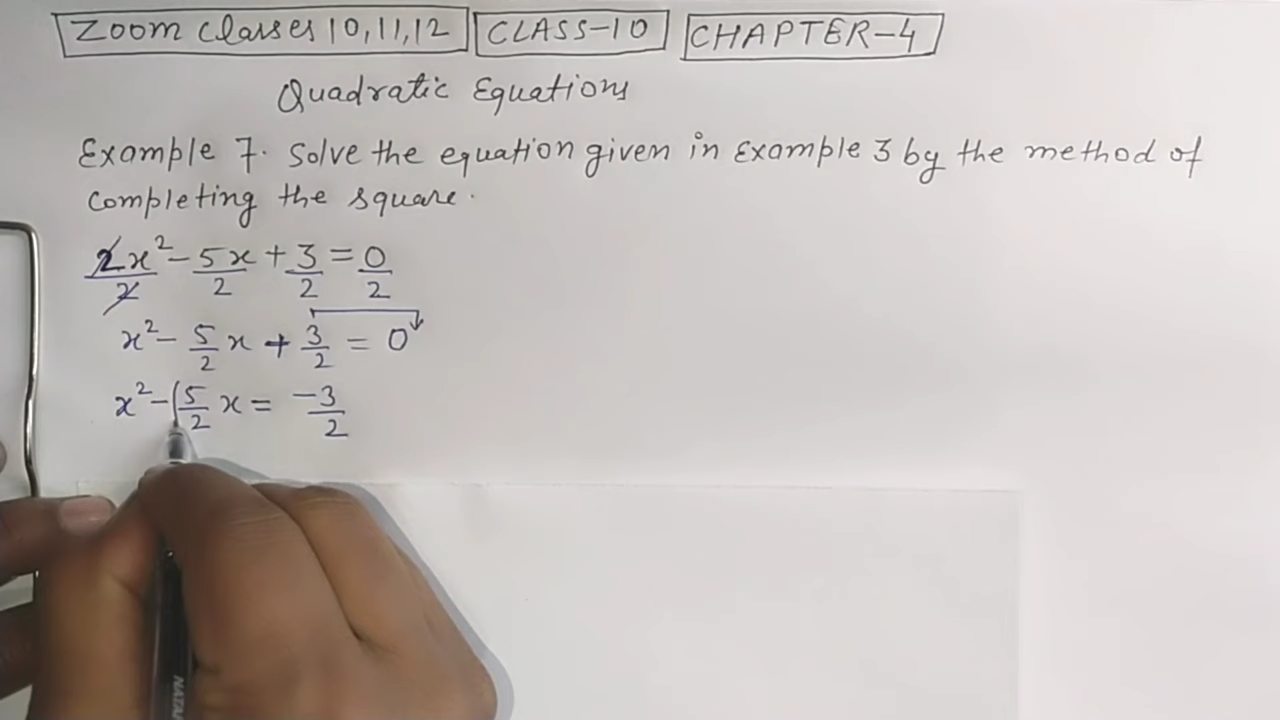 Zoom Classes 10,11,12 CLASS-10 CHAPTER-4
Quadratic Equations
Example 7. Solve the equation given in Example 3 by the method of
completing the square.
2x²/2 - 5x/2 + 3/2 = 0/2
x² - 5/2 x + 3/2 = 0
x² - (5/2 x = -3/2
NATA